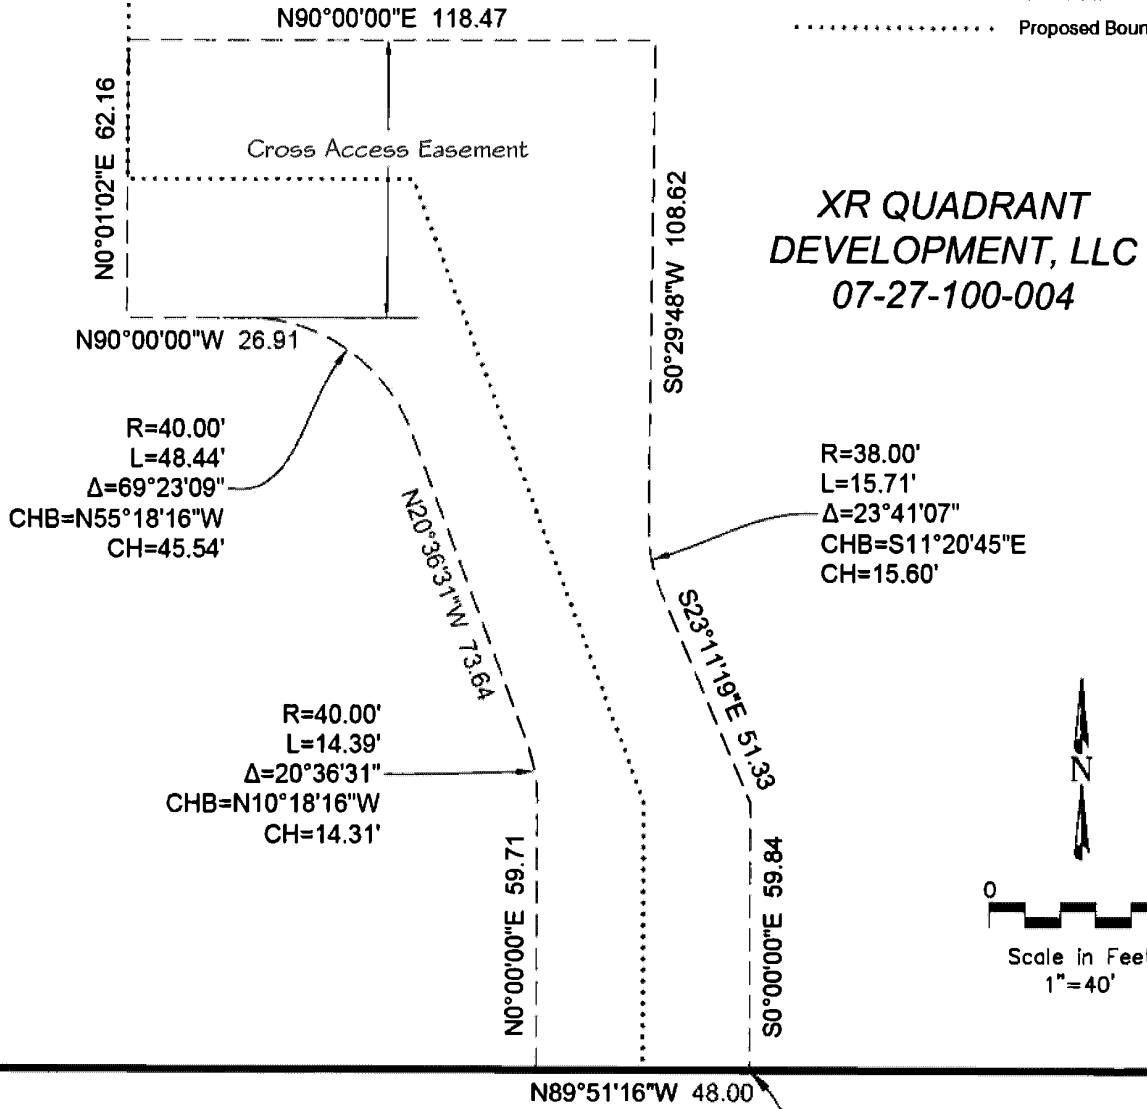 N90°00'00"E 118.47
Proposed Boun
N0°01'02"E 62.16
Cross Access Easement
S0°29'48"W 108.62
XR QUADRANT
DEVELOPMENT, LLC
07-27-100-004
N90°00'00"W 26.91
R=40.00'
L=48.44'
Δ=69°23'09"
CHB=N55°18'16"W
CH=45.54'
R=38.00'
L=15.71'
Δ=23°41'07"
CHB=S11°20'45"E
CH=15.60'
N20°36'31"W 73.64
S23°11'19"E 51.33
R=40.00'
L=14.39'
Δ=20°36'31"
CHB=N10°18'16"W
CH=14.31'
N
N0°00'00"E 59.71
S0°00'00"E 59.84
0
Scale in Feet
1"=40'
N89°51'16"W 48.00